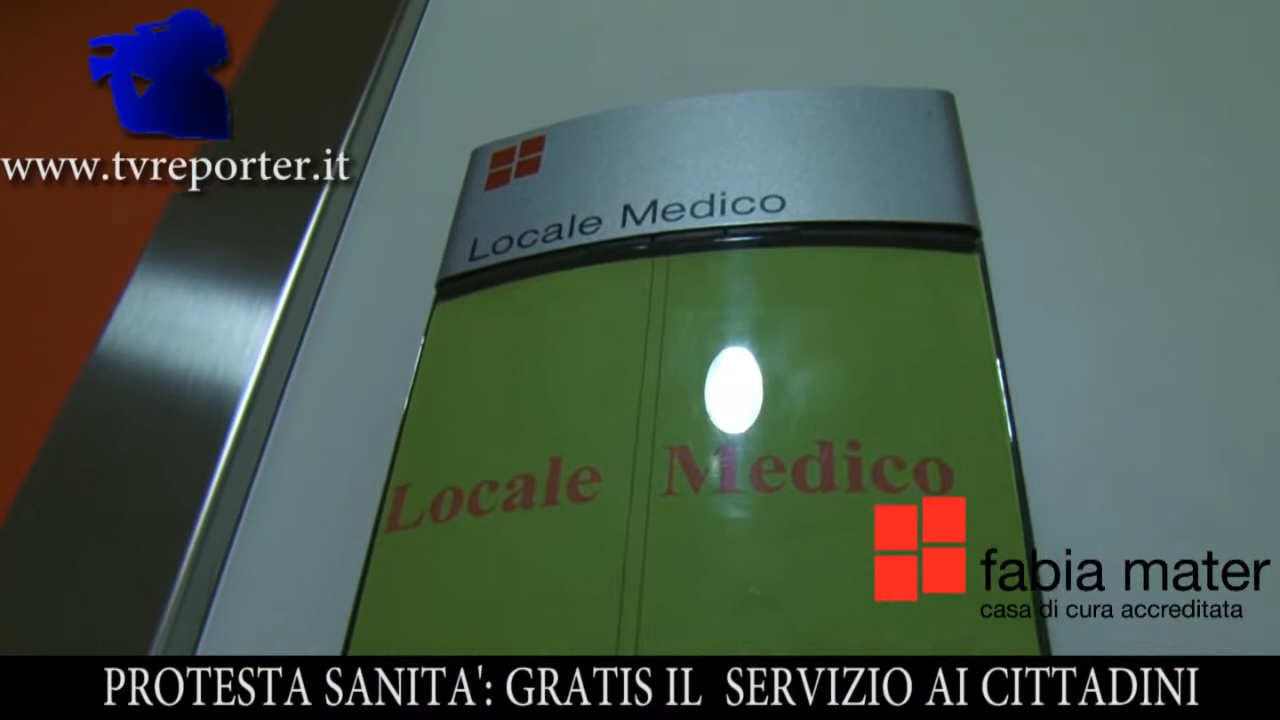 www.tvreporter.it
Locale Medico
Locale Medico
fabia mater
casa di cura accreditata
PROTESTA SANITA': GRATIS IL SERVIZIO AI CITTADINI